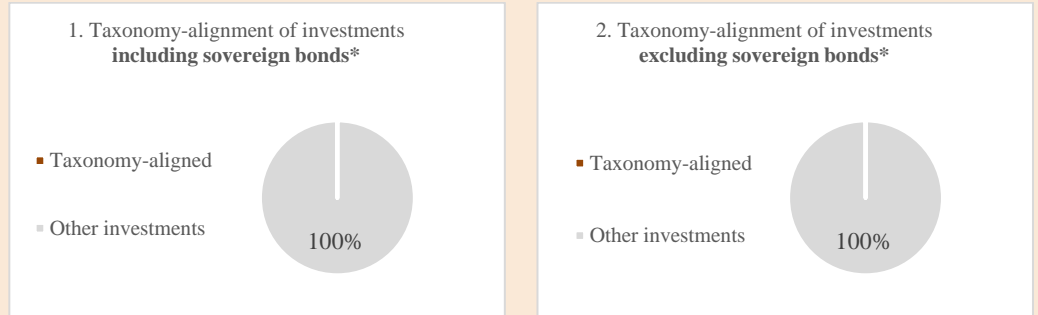 1. Taxonomy-alignment of investments
including sovereign bonds*
Taxonomy-aligned
Other investments
100%
2. Taxonomy-alignment of investments
excluding sovereign bonds*
Taxonomy-aligned
Other investments
100%